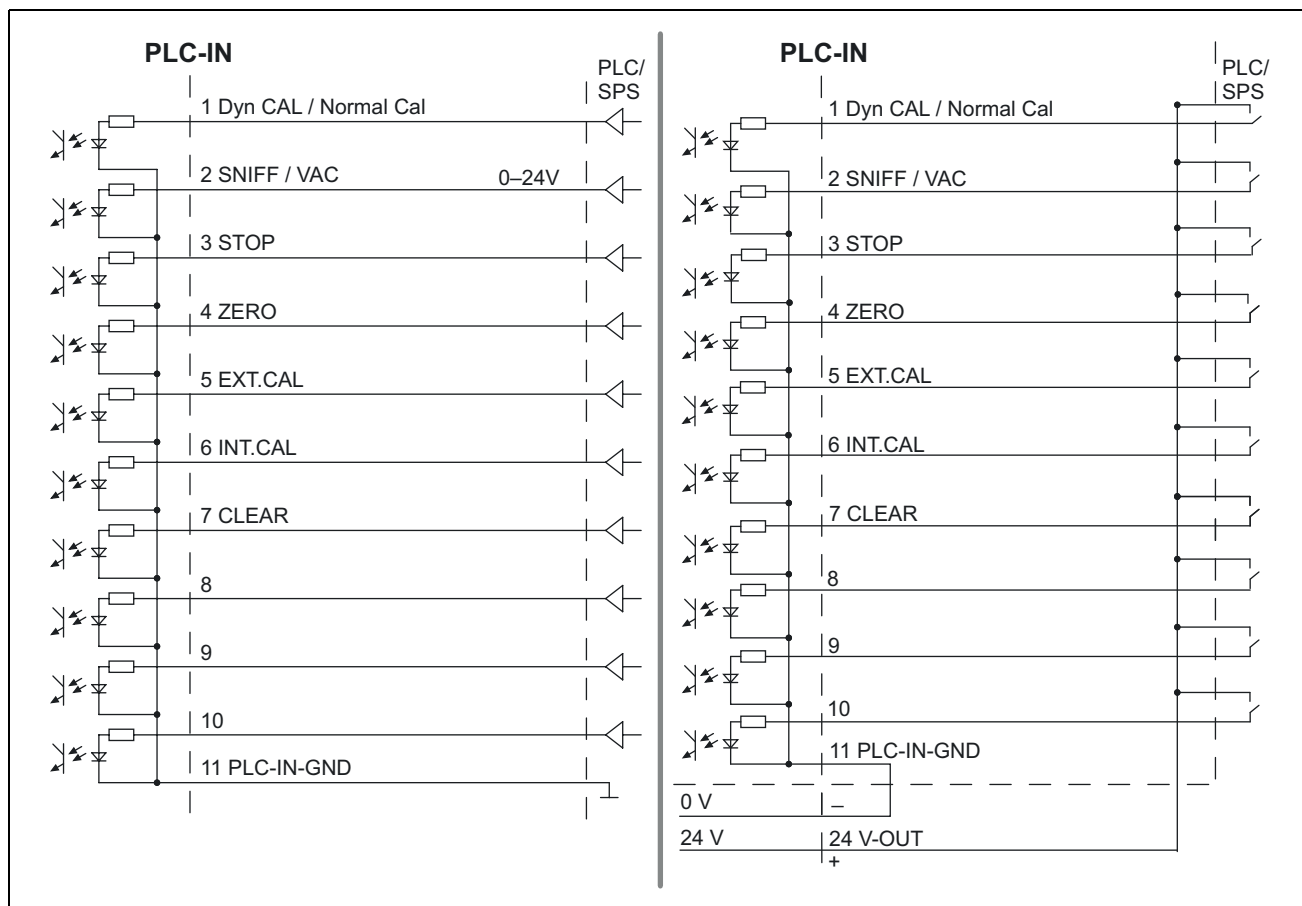 PLC-IN
PLC/
SPS
1 Dyn CAL / Normal Cal
2 SNIFF / VAC
0–24V
3 STOP
4 ZERO
5 EXT.CAL
6 INT.CAL
7 CLEAR
8
9
10
11 PLC-IN-GND
PLC-IN
PLC/
SPS
1 Dyn CAL / Normal Cal
2 SNIFF / VAC
3 STOP
4 ZERO
5 EXT.CAL
6 INT.CAL
7 CLEAR
8
9
10
11 PLC-IN-GND
0 V
–
24 V
24 V-OUT
+